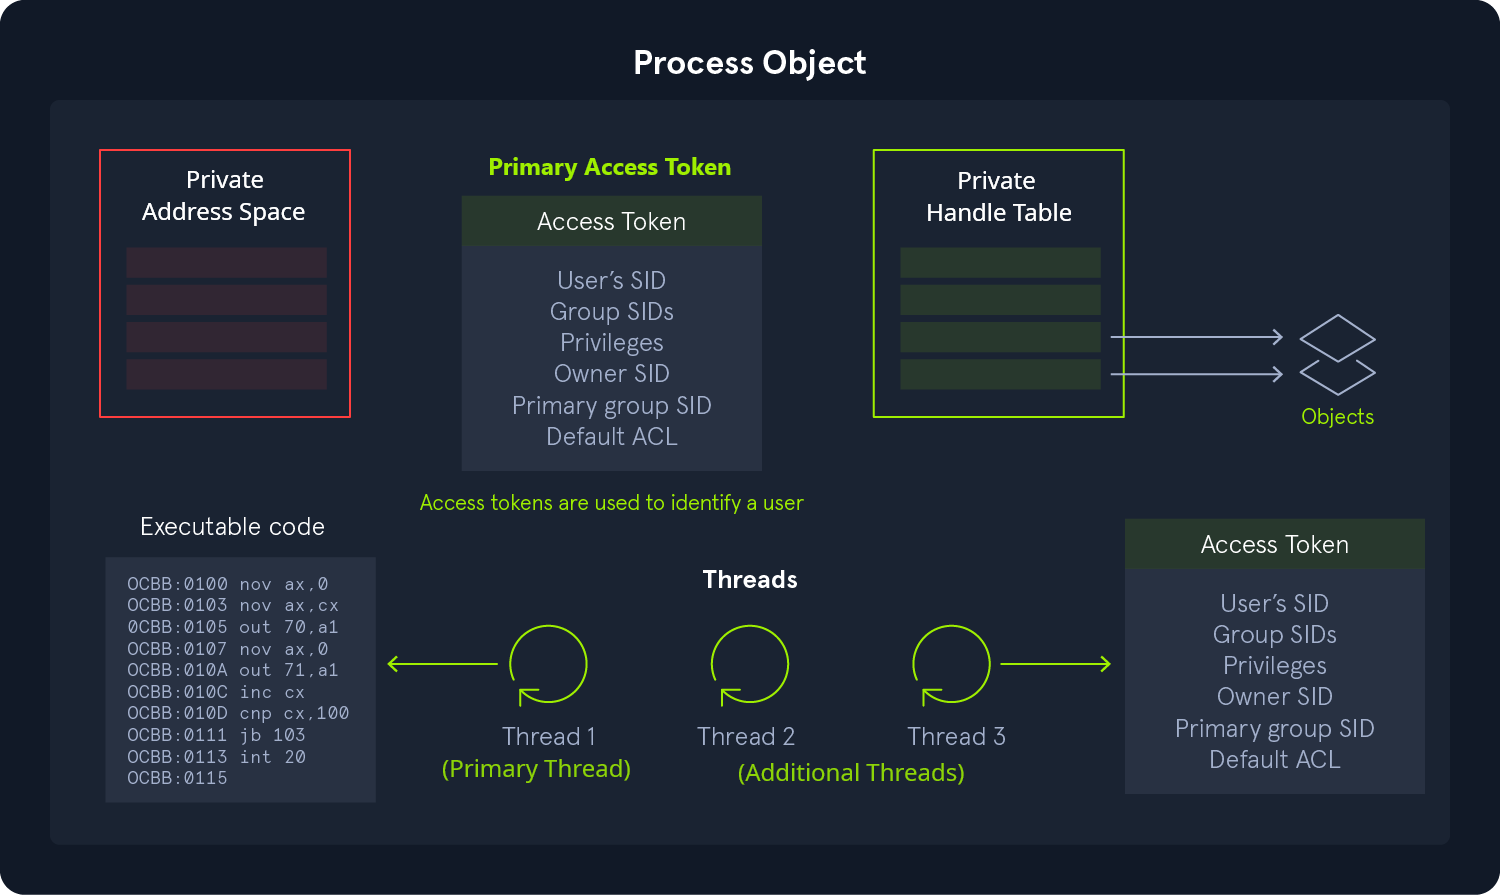 Process Object
Private
Address Space
Primary Access Token
Access Token
User's SID
Group SIDs
Privileges
Owner SID
Primary group SID
Default ACL
Access tokens are used to identify a user
Private
Handle Table
Objects
Executable code
OCBB:0100 nov ax,0
OCBB:0103 nov ax,cx
0CBB:0105 out 70,a1
OCBB:0107 nov ax,0
OCBB:010A out 71,a1
OCBB:010C inc cx
OCBB:010D cnp cx,100
OCBB:0111 jb 103
OCBB:0113 int 20
OCBB:0115
Threads
Thread 1
(Primary Thread)
Thread 2
Thread 3
(Additional Threads)
Access Token
User's SID
Group SIDs
Privileges
Owner SID
Primary group SID
Default ACL